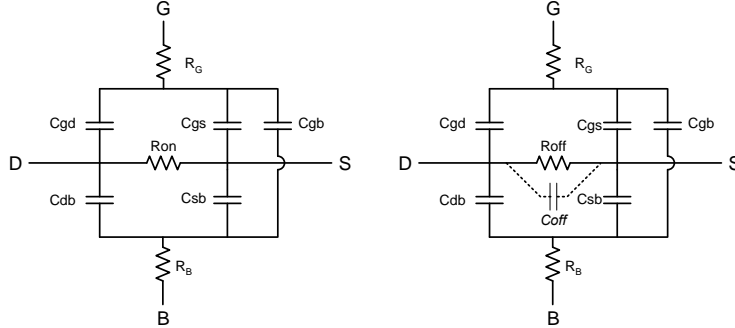 G G
R_G R_G
Cgd Cgs Cgb Cgd Cgs Cgb
Ron Roff
D S D S
Cdb Csb Cdb Csb
Coff
R_B R_B
B B